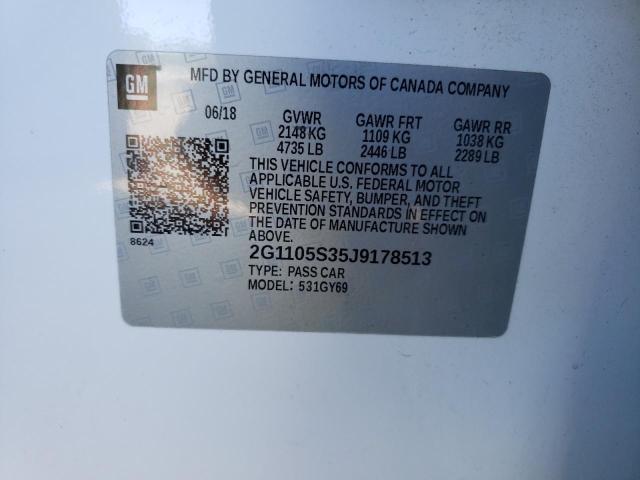 GM
MFD BY GENERAL MOTORS OF CANADA COMPANY
06/18 GVWR GAWR FRT GAWR RR
2148 KG 1109 KG 1038 KG
4735 LB 2446 LB 2289 LB
THIS VEHICLE CONFORMS TO ALL
APPLICABLE U.S. FEDERAL MOTOR
VEHICLE SAFETY, BUMPER, AND THEFT
PREVENTION STANDARDS IN EFFECT ON
THE DATE OF MANUFACTURE SHOWN
ABOVE.
8624
2G1105S35J9178513
TYPE: PASS CAR
MODEL: 531GY69